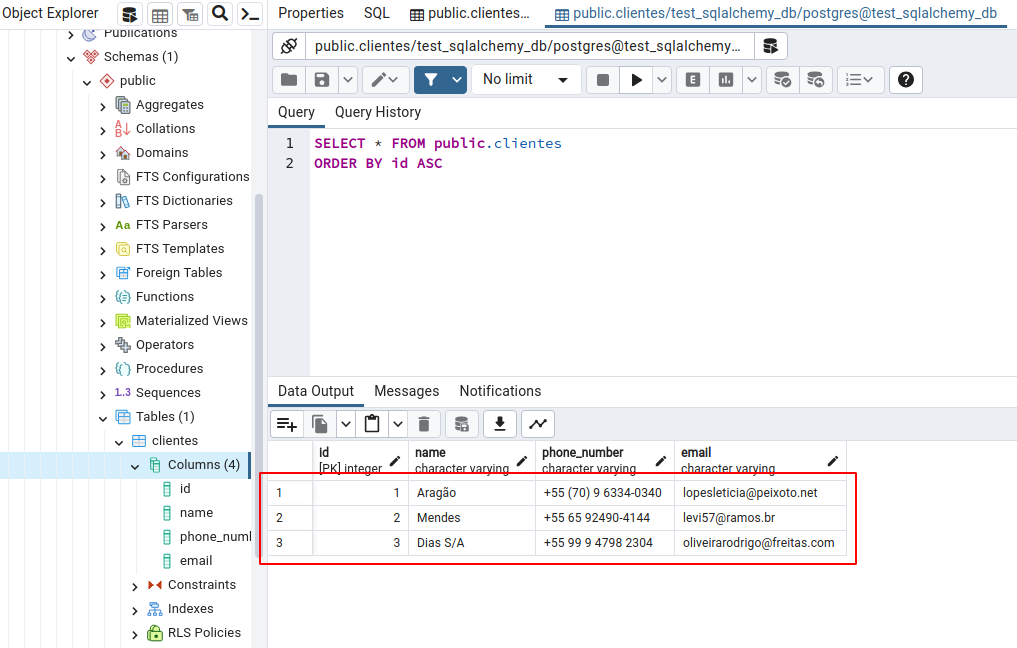 Object Explorer
Publications
Schemas (1)
public
Aggregates
Collations
Domains
FTS Configurations
FTS Dictionaries
Aa FTS Parsers
FTS Templates
Foreign Tables
Functions
Materialized Views
Operators
Procedures
1..3 Sequences
Tables (1)
clientes
Columns (4)
id
name
phone_numl
email
Constraints
Indexes
RLS Policies
Properties SQL public.clientes... public.clientes/test_sqlalchemy_db/postgres@test_sqlalchemy_db
public.clientes/test_sqlalchemy_db/postgres@test_sqlalchemy...
No limit E
Query Query History
1 SELECT * FROM public.clientes
2 ORDER BY id ASC
Data Output Messages Notifications
id name phone_number email
[PK] integer character varying character varying character varying
1 1 Aragão +55 (70) 9 6334-0340 lopesleticia@peixoto.net
2 2 Mendes +55 65 92490-4144 levi57@ramos.br
3 3 Dias S/A +55 99 9 4798 2304 oliveirarodrigo@freitas.com